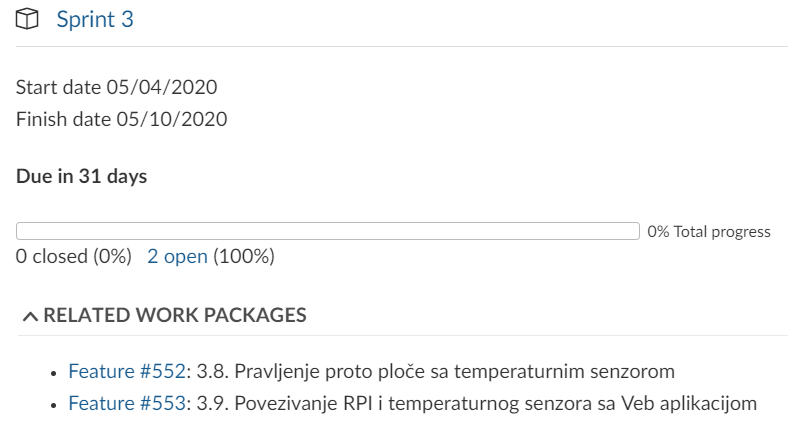 Sprint 3
Start date 05/04/2020
Finish date 05/10/2020
Due in 31 days
0% Total progress
0 closed (0%) 2 open (100%)
RELATED WORK PACKAGES
Feature #552: 3.8. Pravljenje proto ploče sa temperaturnim senzorom
Feature #553: 3.9. Povezivanje RPI i temperaturnog senzora sa Veb aplikacijom